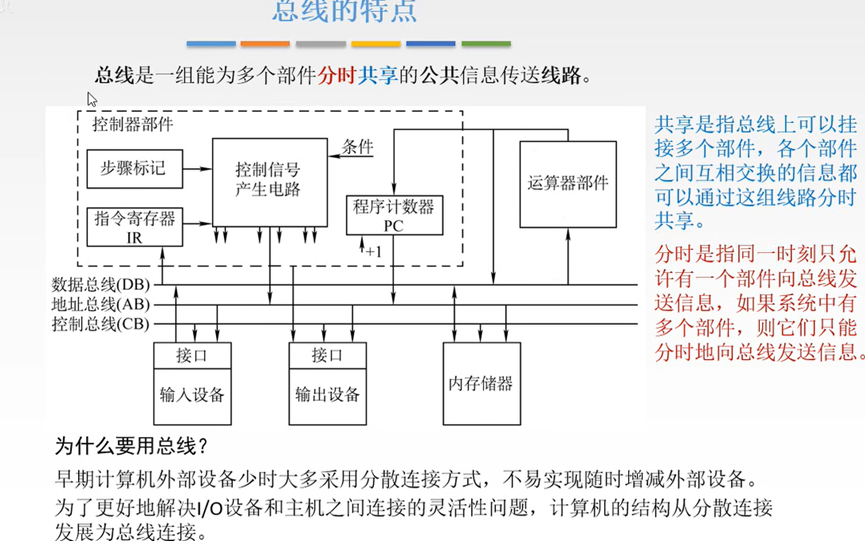 总线的特点
总线是一组能为多个部件分时共享的公共信息传送线路。
控制器部件
步骤标记
控制信号
产生电路
条件
指令寄存器
IR
程序计数器
PC
+1
运算器部件
数据总线(DB)
地址总线(AB)
控制总线(CB)
接口
输入设备
接口
输出设备
内存储器
共享是指总线上可以挂
接多个部件，各个部件
之间互相交换的信息都
可以通过这组线路分时
共享。
分时是指同一时刻只允
许有一个部件向总线发
送信息，如果系统中有
多个部件，则它们只能
分时地向总线发送信息。
为什么要用总线？
早期计算机外部设备少时大多采用分散连接方式，不易实现随时增减外部设备。
为了更好地解决I/O设备和主机之间连接的灵活性问题，计算机的结构从分散连接
发展为总线连接。